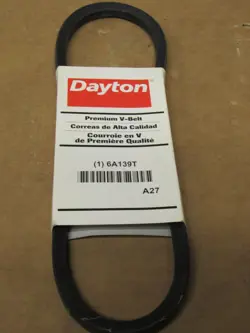 Dayton
Premium V-Belt
Correas de Alta Calidad
Courroie en V
de Première Qualité
(1) 6A139T
A27